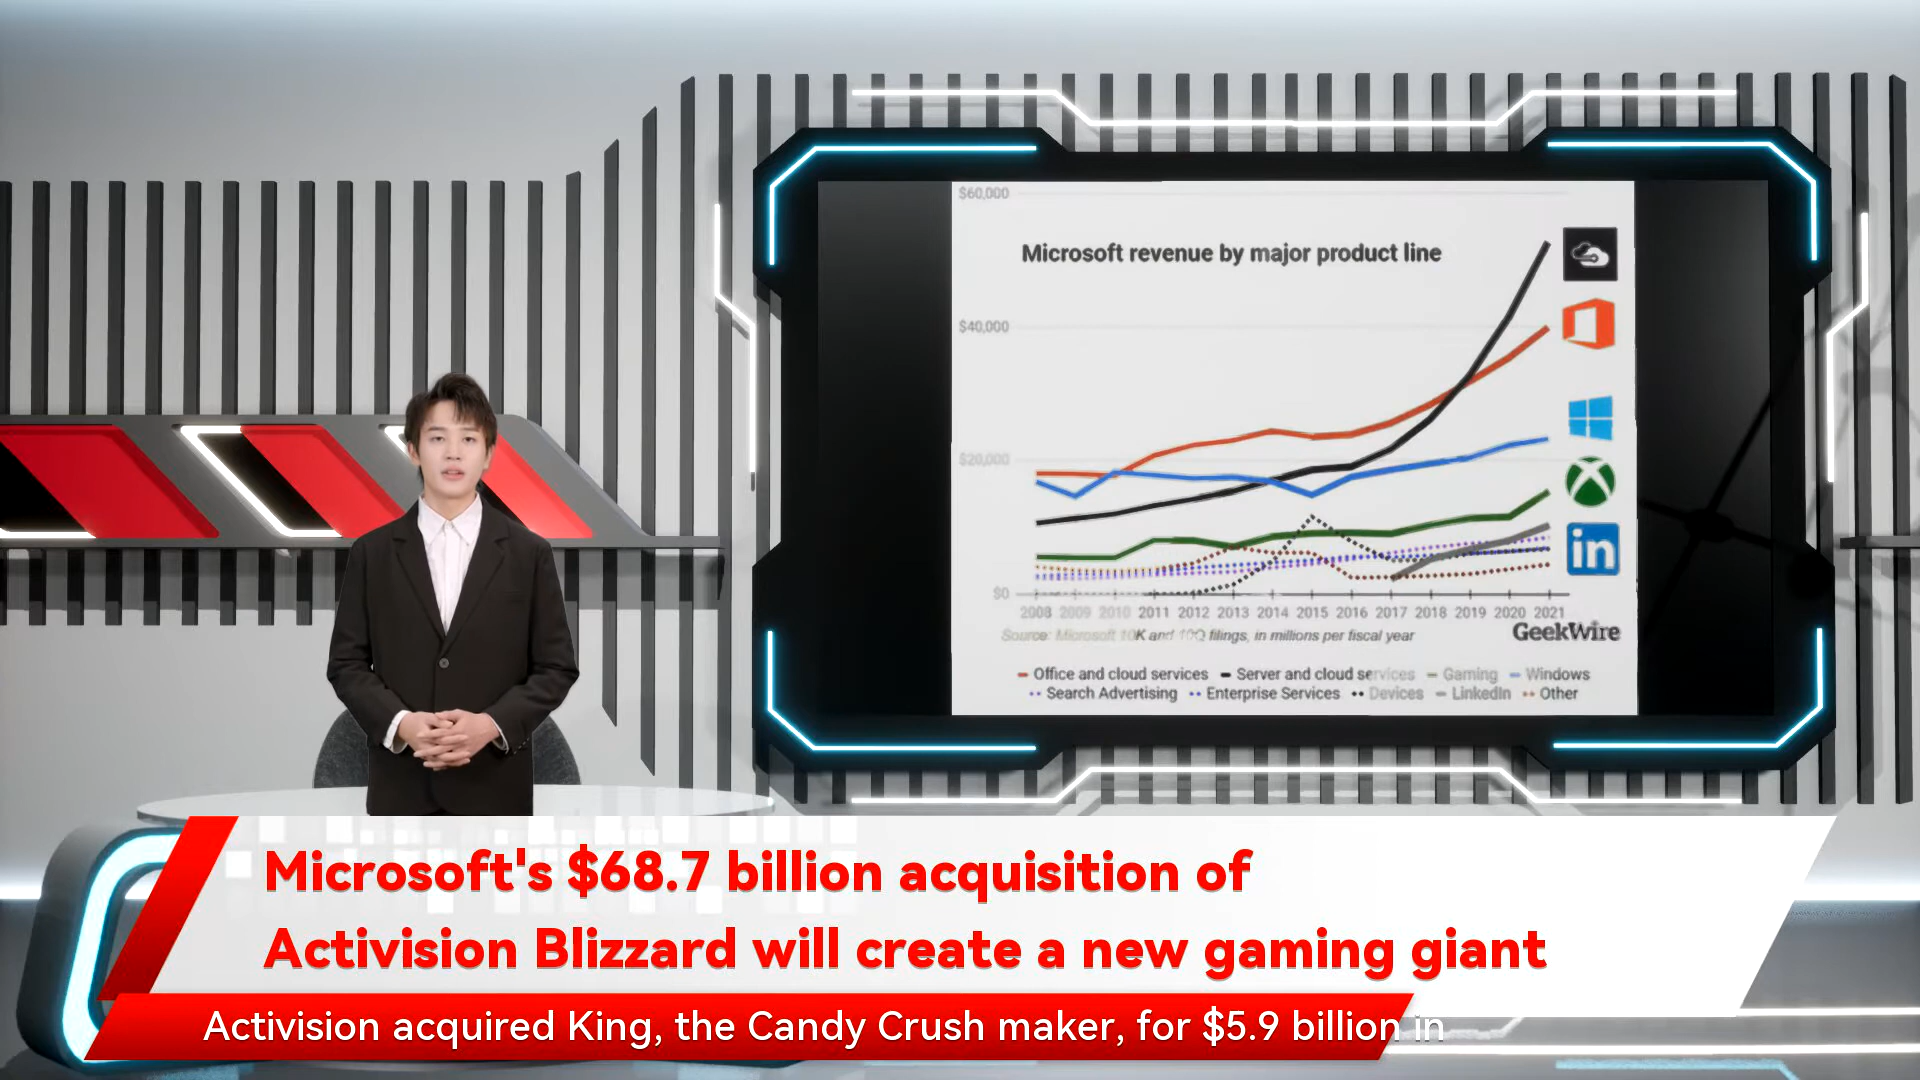 $60,000
Microsoft revenue by major product line
$40,000
$20,000
$0
2008 2009 2010 2011 2012 2013 2014 2015 2016 2017 2018 2019 2020 2021
Source: Microsoft 10K and 10Q filings, in millions per fiscal year
GeekWire
Office and cloud services Server and cloud services Gaming Windows
Search Advertising Enterprise Services Devices LinkedIn Other
in
Microsoft's $68.7 billion acquisition of
Activision Blizzard will create a new gaming giant
Activision acquired King, the Candy Crush maker, for $5.9 billion in